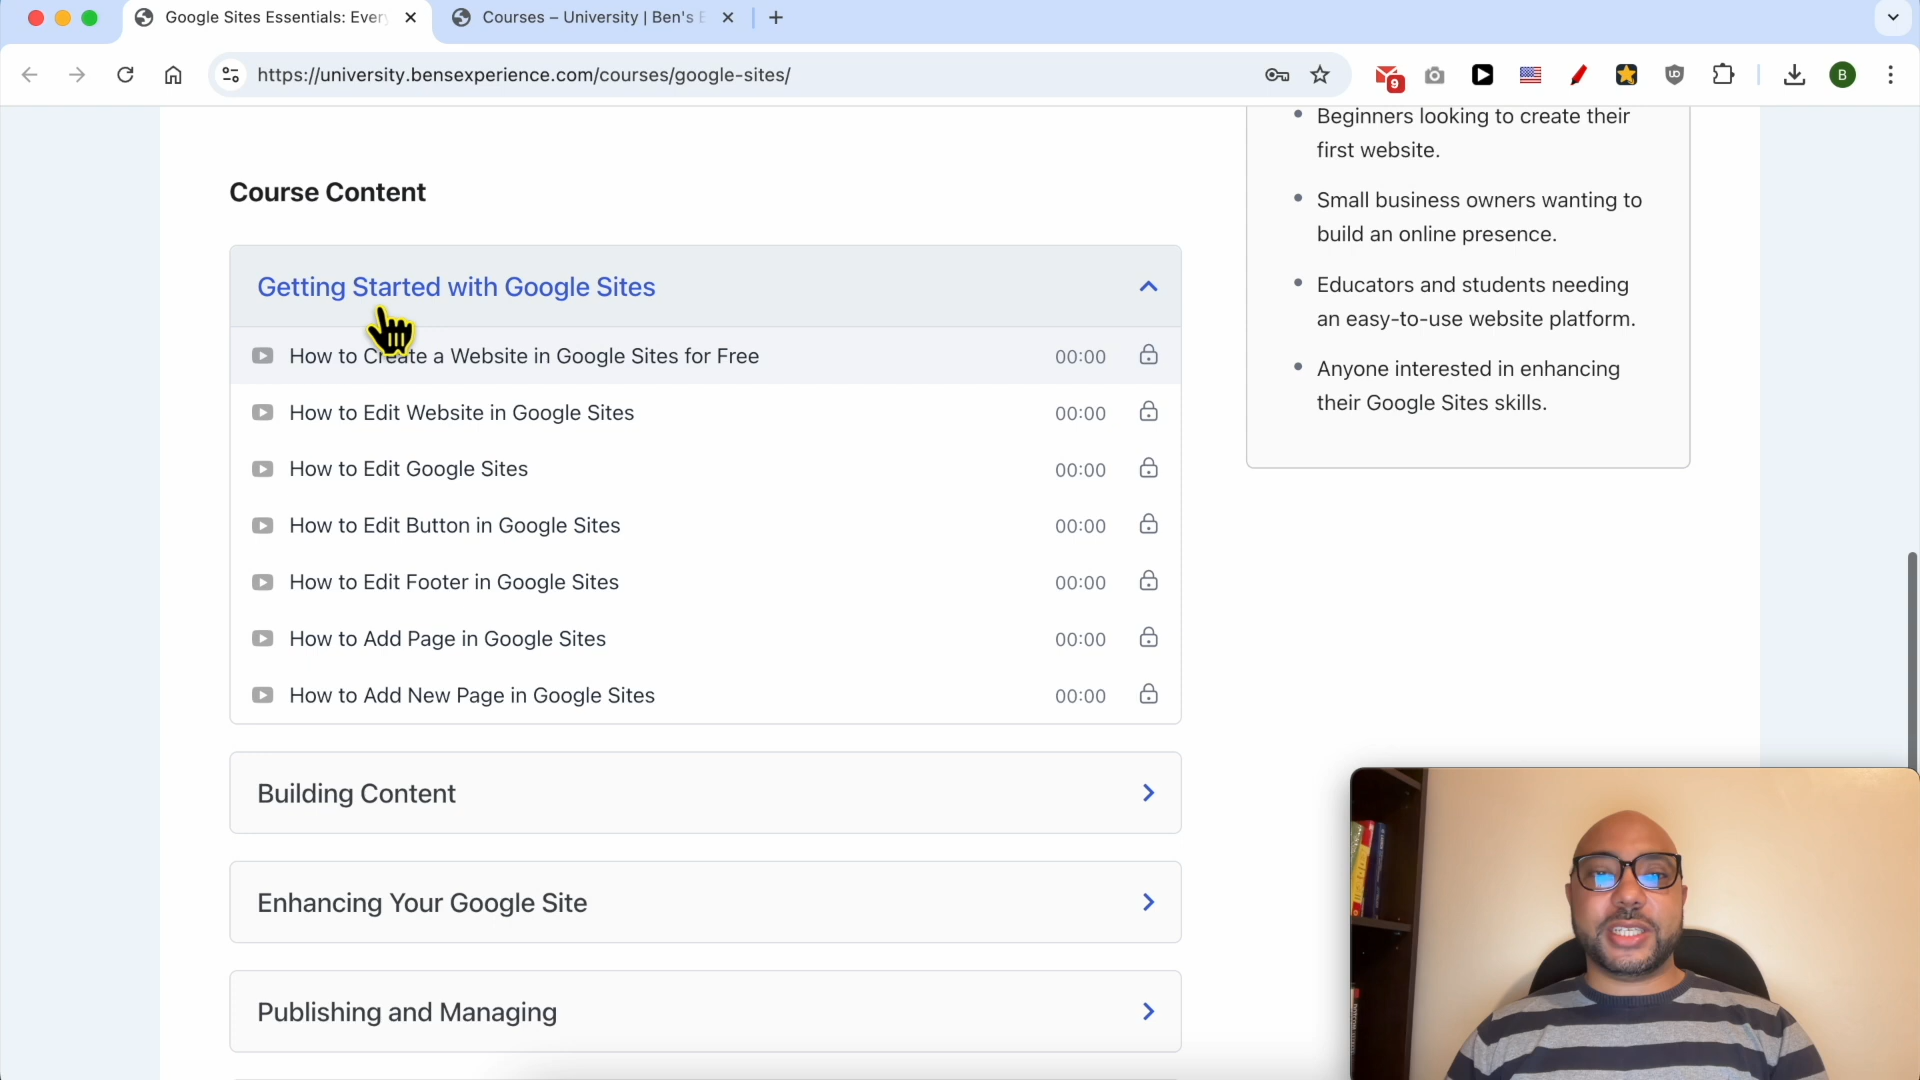 Google Sites Essentials: Ever
Courses – University | Ben's E
https://university.bensexperience.com/courses/google-sites/
9
B
Beginners looking to create their
first website.
Small business owners wanting to
build an online presence.
Educators and students needing
an easy-to-use website platform.
Anyone interested in enhancing
their Google Sites skills.
Course Content
Getting Started with Google Sites
How to Create a Website in Google Sites for Free 00:00
How to Edit Website in Google Sites 00:00
How to Edit Google Sites 00:00
How to Edit Button in Google Sites 00:00
How to Edit Footer in Google Sites 00:00
How to Add Page in Google Sites 00:00
How to Add New Page in Google Sites 00:00
Building Content
Enhancing Your Google Site
Publishing and Managing